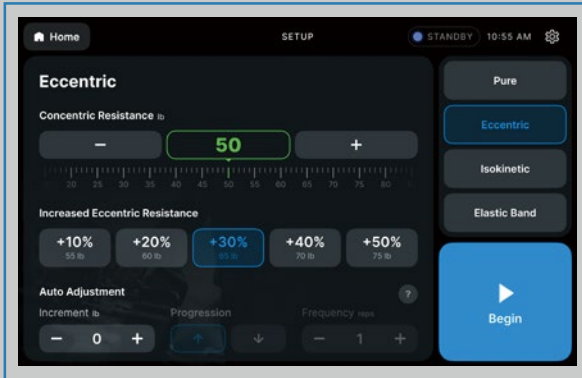 Home SETUP STANDBY 10:55 AM
Eccentric
Concentric Resistance lb
− 50 +
20 25 30 35 40 45 50 55 60 65 70 75 80
Increased Eccentric Resistance
+10% +20% +30% +40% +50%
55 lb 60 lb 65 lb 70 lb 75 lb
Auto Adjustment ?
Increment lb Progression Frequency reps
− 0 + ↑ ↓ − 1 +
Pure
Eccentric
Isokinetic
Elastic Band
Begin